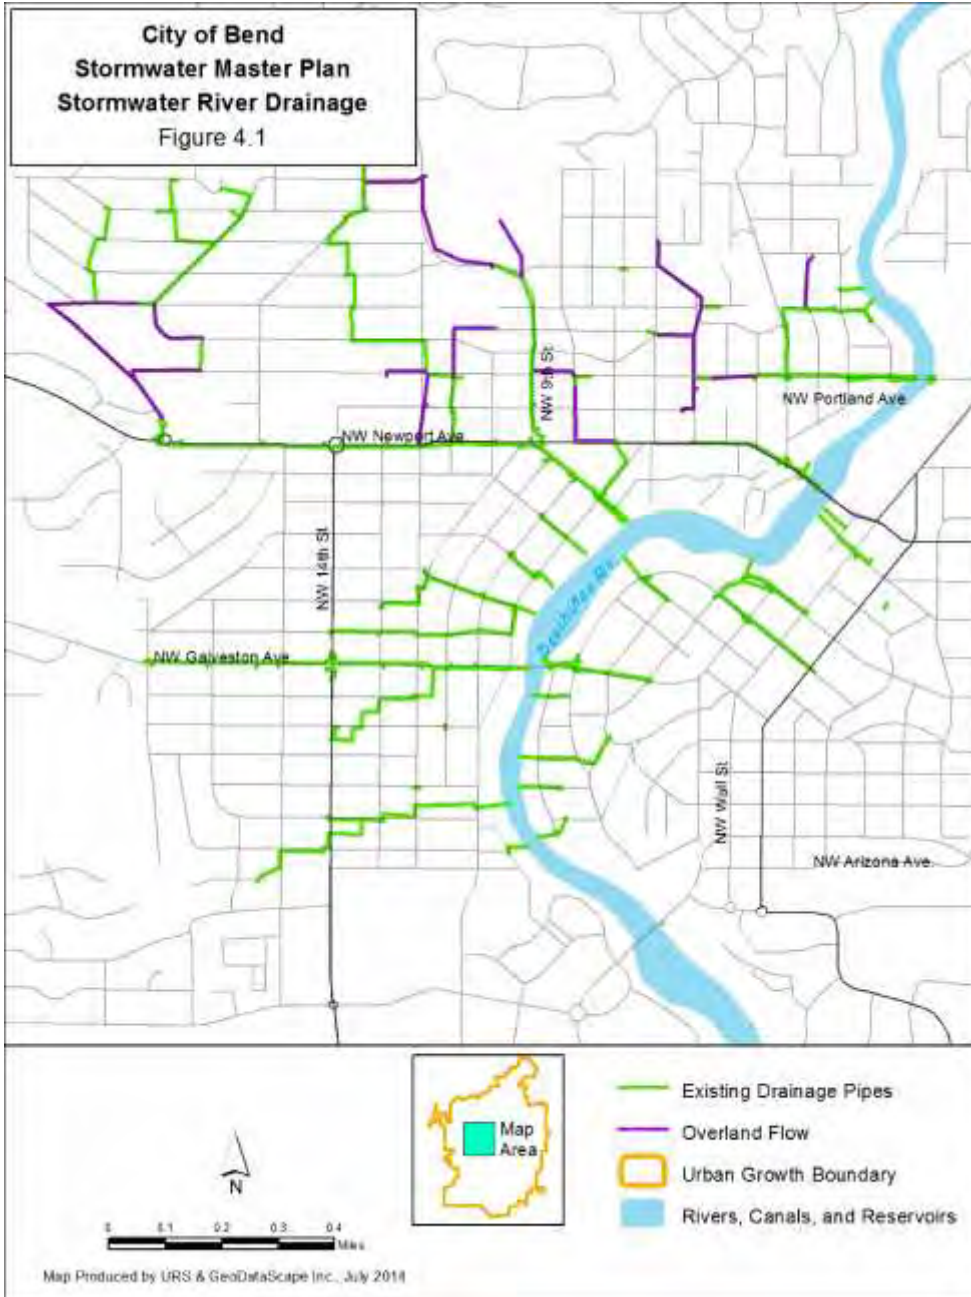 City of Bend
Stormwater Master Plan
Stormwater River Drainage
Figure 4.1
NW 9th St.
NW Portland Ave.
NW Newport Ave.
NW 14th St.
Deschutes Rv.
NW Galveston Ave.
NW Wall St.
NW Arizona Ave.
Map
Area
N
0 0.1 0.2 0.3 0.4
Miles
Existing Drainage Pipes
Overland Flow
Urban Growth Boundary
Rivers, Canals, and Reservoirs
Map Produced by URS & GeoDataScape Inc., July 2014